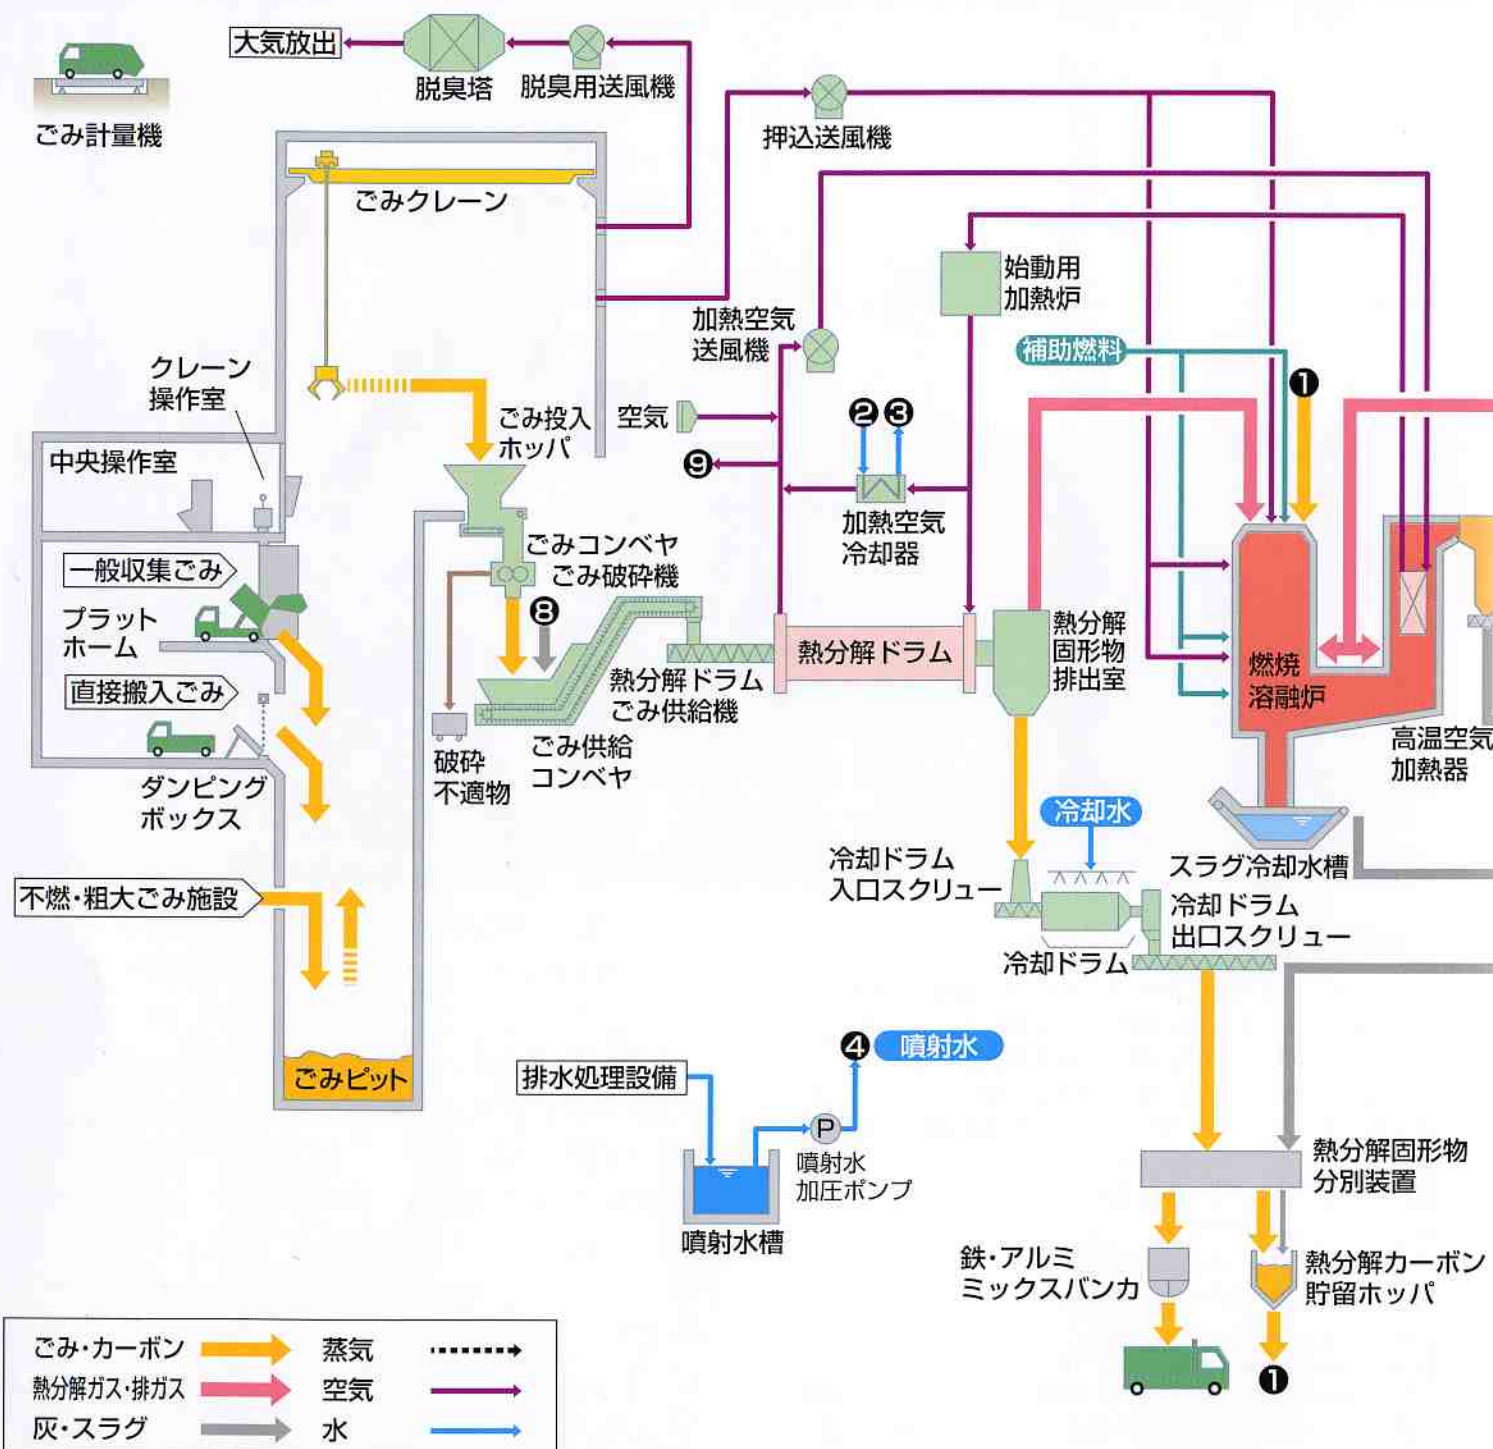 大気放出
脱臭塔
脱臭用送風機
ごみ計量機
押込送風機
ごみクレーン
始動用
加熱炉
加熱空気
送風機
補助燃料
クレーン
操作室
❶
ごみ投入
ホッパ
空気
❷
❸
中央操作室
❾
加熱空気
冷却器
ごみコンベヤ
ごみ破砕機
一般収集ごみ
❽
プラット
ホーム
熱分解ドラム
熱分解
固形物
排出室
燃焼
溶融炉
直接搬入ごみ
熱分解ドラム
ごみ供給機
ごみ供給
コンベヤ
破砕
不適物
高温空気
加熱器
ダンピング
ボックス
冷却水
スラグ冷却水槽
冷却ドラム
入口スクリュー
不燃・粗大ごみ施設
冷却ドラム
出口スクリュー
冷却ドラム
❹
噴射水
排水処理設備
ごみピット
P
噴射水
加圧ポンプ
噴射水槽
熱分解固形物
分別装置
鉄・アルミ
ミックスバンカ
熱分解カーボン
貯留ホッパ
❶
ごみ・カーボン
蒸気
熱分解ガス・排ガス
空気
灰・スラグ
水